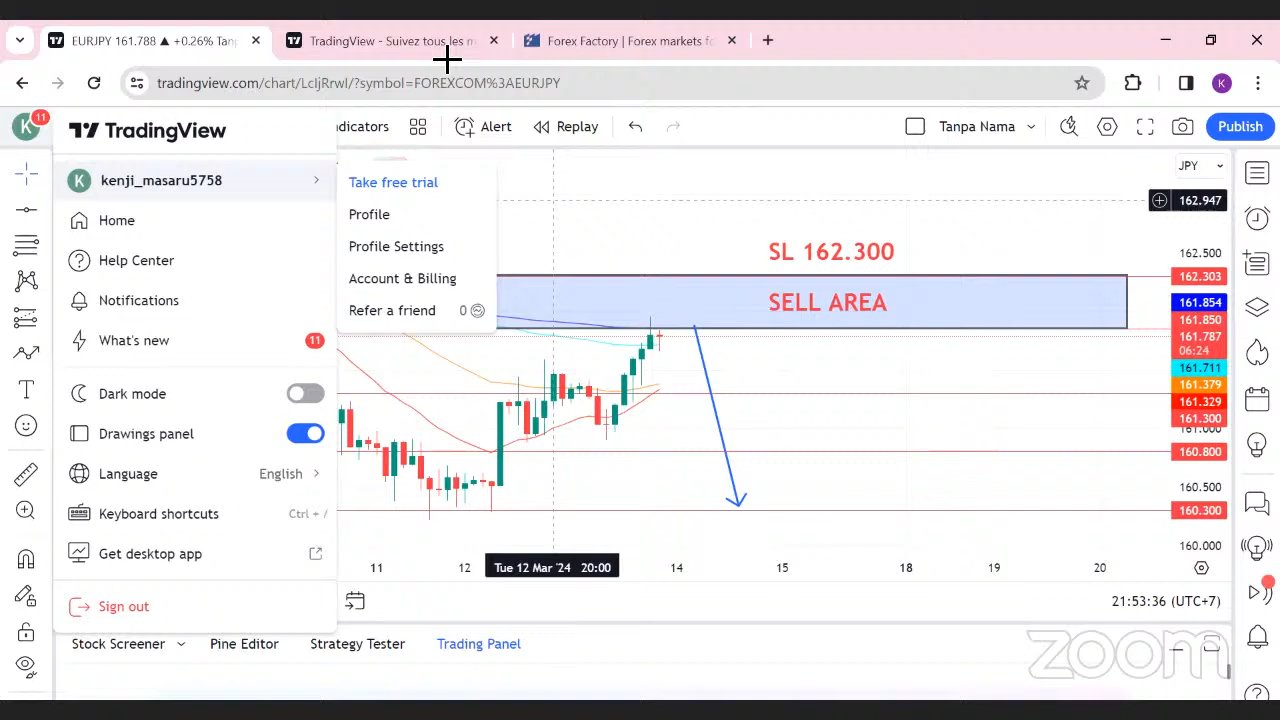 EURJPY 161.788 ▲ +0.26% Tan
TradingView - Suivez tous les m
Forex Factory | Forex markets fo
tradingview.com/chart/LcIjRrwI/?symbol=FOREXCOM%3AEURJPY
K
K
11
TradingView
dicators
Alert
Replay
Tanpa Nama
Publish
K
kenji_masaru5758
Home
Help Center
Notifications
What's new
11
Dark mode
Drawings panel
Language
English
Keyboard shortcuts
Ctrl + /
Get desktop app
Sign out
Take free trial
Profile
Profile Settings
Account & Billing
Refer a friend
0
SL 162.300
SELL AREA
JPY
162.947
162.500
162.303
161.854
161.850
161.787
06:24
161.711
161.379
161.329
161.300
161.000
160.800
160.500
160.300
160.000
11
12
Tue 12 Mar '24 20:00
14
15
18
19
20
21:53:36 (UTC+7)
Stock Screener
Pine Editor
Strategy Tester
Trading Panel
zoom